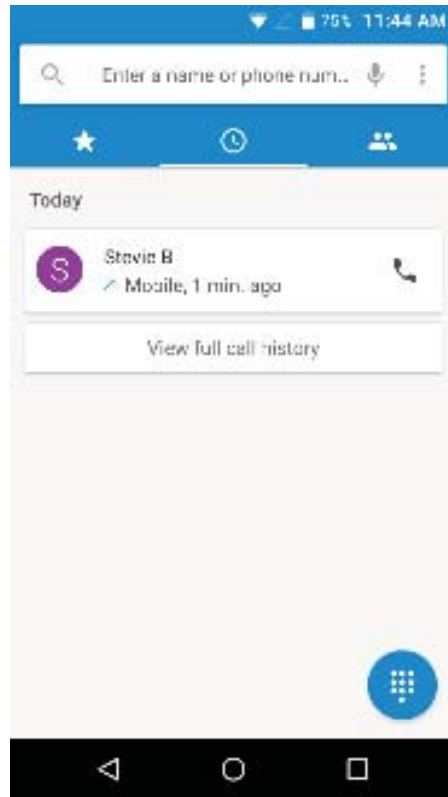 75% 11:44 AM
Enter a name or phone num...
Today
S
Stevie B
Mobile, 1 min. ago
View full call history